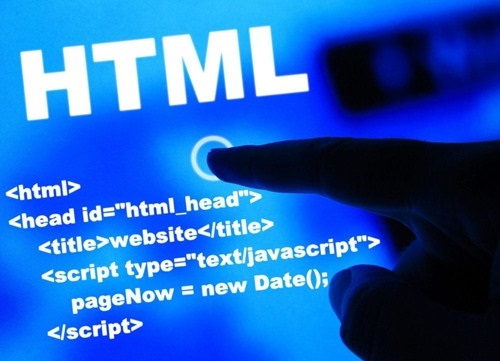 HTML
<html>
<head id="html_head">
<title>website</title>
<script type="text/javascript">
pageNow = new Date();
</script>